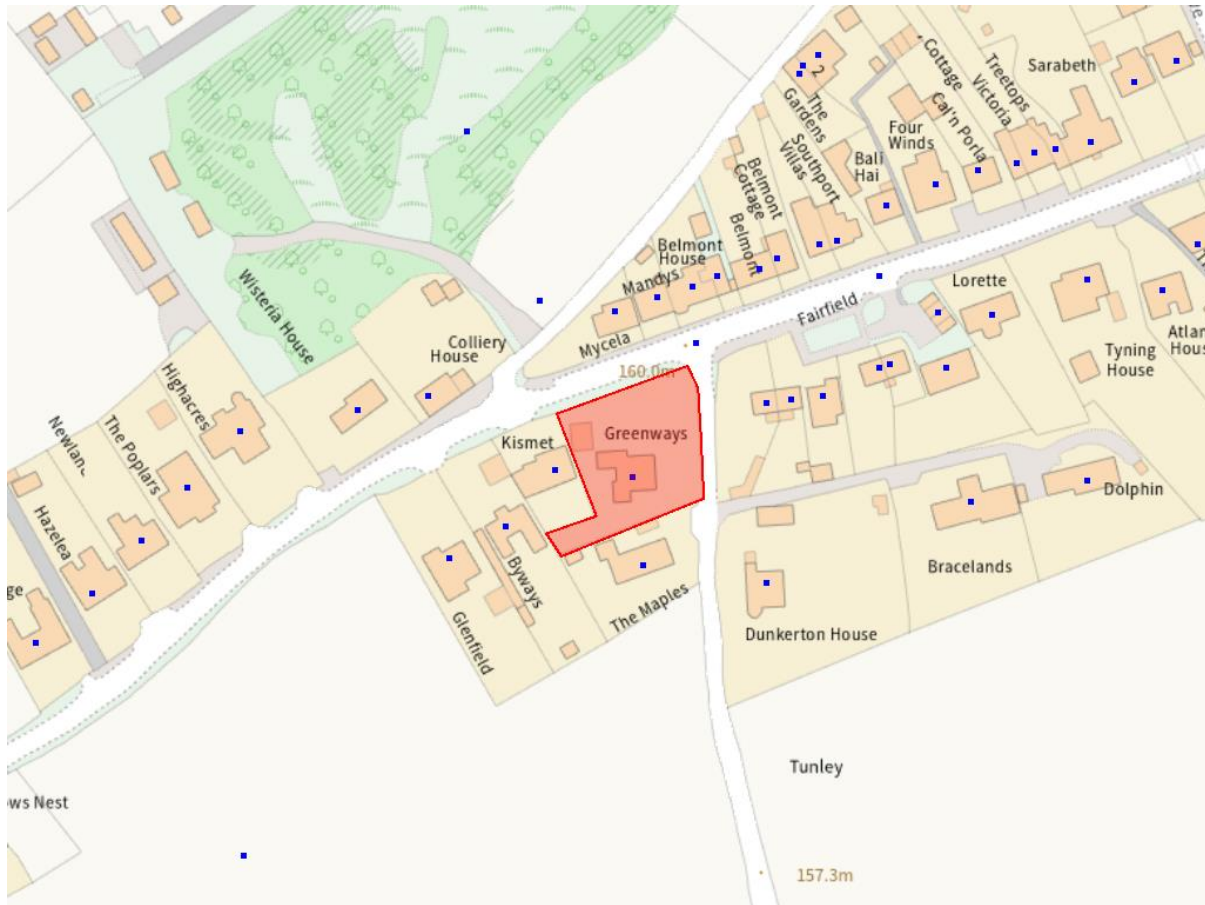 2
The
Gardens
Cottage
Treetops
Victoria
Sarabeth
Cal'n Porla
Four
Winds
Bali
Hai
Southport
Villas
Belmont
Cottage
Belmont
Belmont
House
Mandys
Mycela
Fairfield
Lorette
Wisteria House
Colliery
House
160.0m
Tyning
House
Highacres
The Poplars
Kismet
Greenways
Hazelea
Byways
Glenfield
The Maples
Dunkerton House
Bracelands
Dolphin
Tunley
ows Nest
157.3m